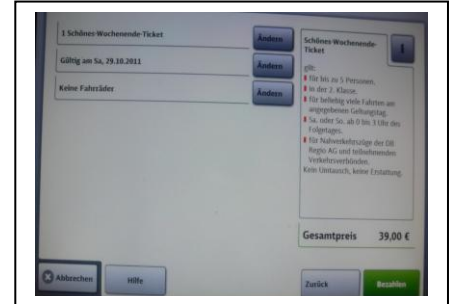 1 Schönes-Wochenende-Ticket
Ändern
Gültig am Sa, 29.10.2011
Ändern
Keine Fahrräder
Ändern
Schönes-Wochenende-
Ticket
i
gilt:
für bis zu 5 Personen.
in der 2. Klasse.
für beliebig viele Fahrten am
angegebenen Geltungstag.
Sa. oder So. ab 0 bis 3 Uhr des
Folgetages.
für Nahverkehrszüge der DB
Regio AG und teilnehmenden
Verkehrsverbünden.
Kein Umtausch, keine Erstattung.
Gesamtpreis 39,00 €
Abbrechen
Hilfe
Zurück
Bezahlen